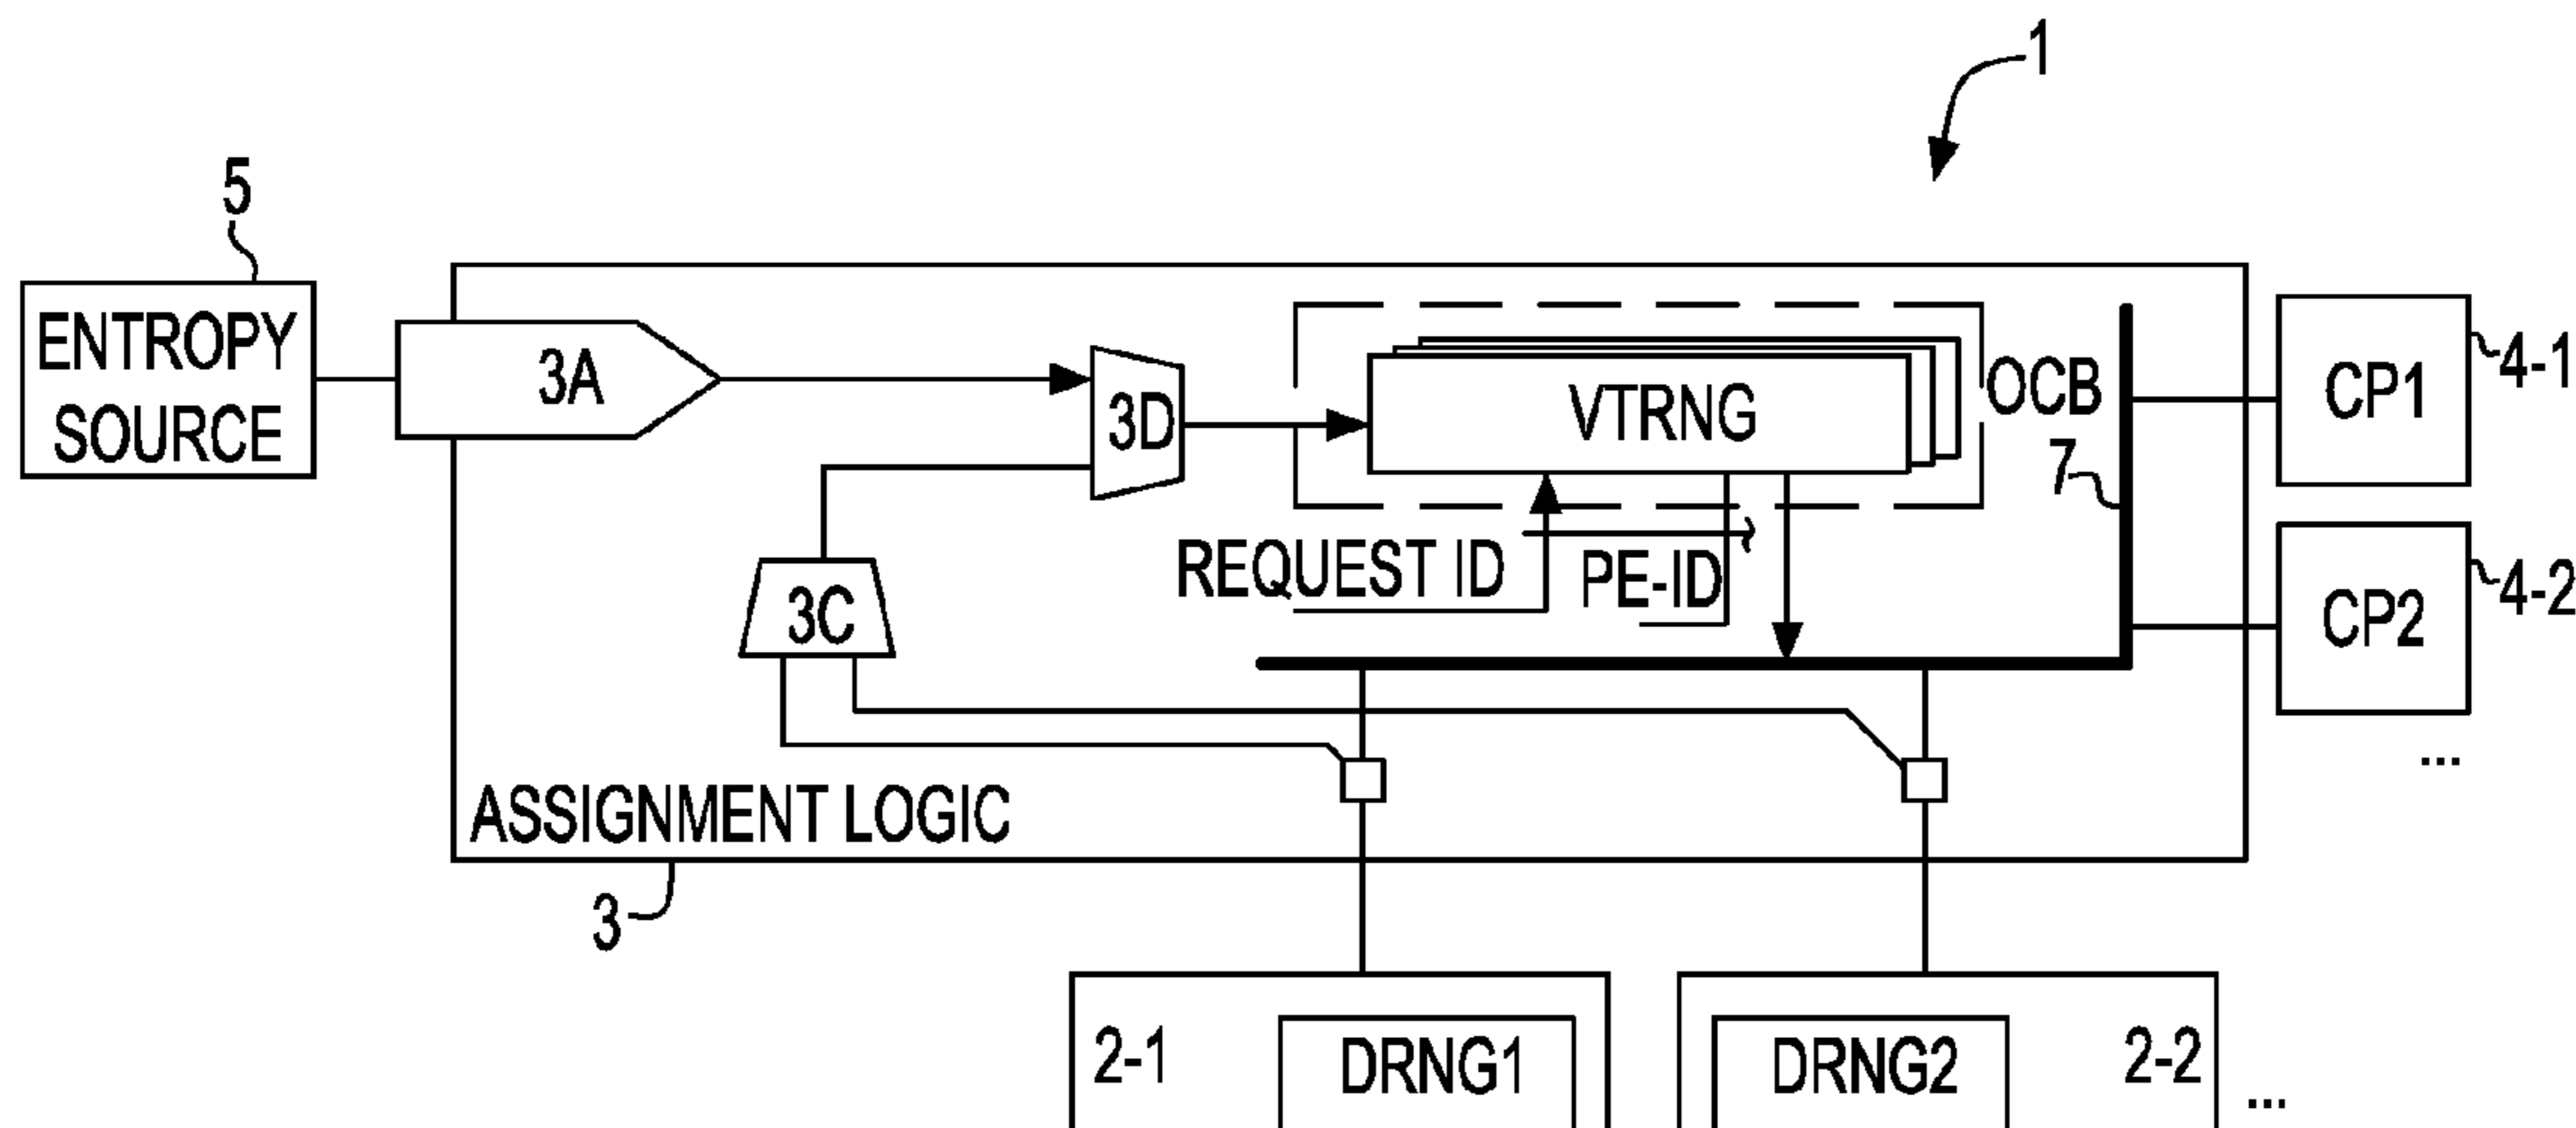 1
5
ENTROPY
SOURCE
3A
3D
VTRNG
OCB
7
CP1
4-1
REQUEST ID
PE-ID
CP2
4-2
3C
...
ASSIGNMENT LOGIC
3
2-1
DRNG1
DRNG2
2-2
...